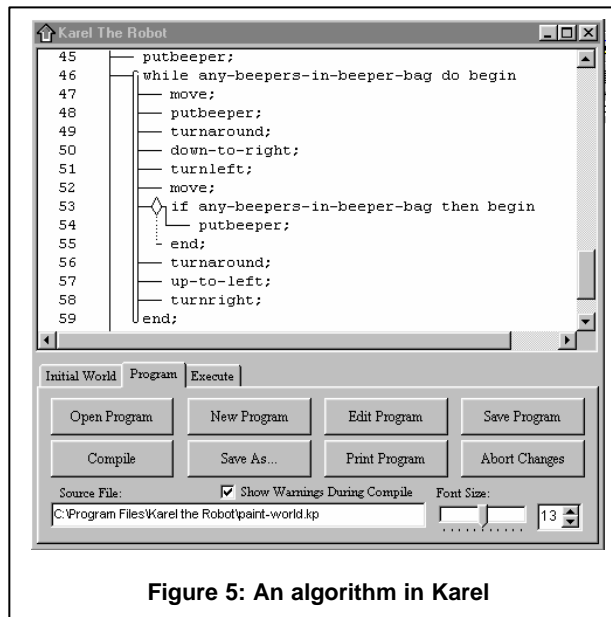 Karel The Robot
45 putbeeper;
46 while any-beepers-in-beeper-bag do begin
47 move;
48 putbeeper;
49 turnaround;
50 down-to-right;
51 turnleft;
52 move;
53 if any-beepers-in-beeper-bag then begin
54 putbeeper;
55 end;
56 turnaround;
57 up-to-left;
58 turnright;
59 end;
Initial World Program Execute
Open Program New Program Edit Program Save Program
Compile Save As... Print Program Abort Changes
Source File: Show Warnings During Compile Font Size:
C:\Program Files\Karel the Robot\paint-world.kp 13
Figure 5: An algorithm in Karel